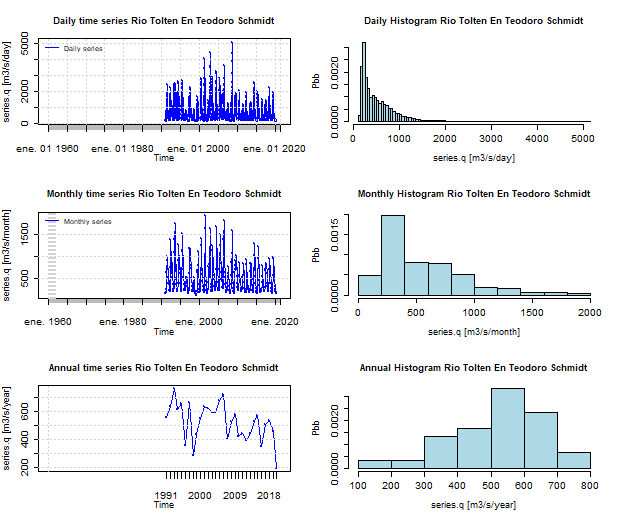 Daily time series Rio Tolten En Teodoro Schmidt
series.q [m3/s/day]
0 2000 5000
Daily series
ene. 01 1960 ene. 01 1980 ene. 01 2000 ene. 01 2020
Time
Daily Histogram Rio Tolten En Teodoro Schmidt
Pbb
0.0000 0.0020
0 1000 2000 3000 4000 5000
series.q [m3/s/day]
Monthly time series Rio Tolten En Teodoro Schmidt
series.q [m3/s/month]
500 1500
Monthly series
ene. 1960 ene. 1980 ene. 2000 ene. 2020
Time
Monthly Histogram Rio Tolten En Teodoro Schmidt
Pbb
0.0000 0.0015
0 500 1000 1500 2000
series.q [m3/s/month]
Annual time series Rio Tolten En Teodoro Schmidt
series.q [m3/s/year]
200 400 600
1991 2000 2009 2018
Time
Annual Histogram Rio Tolten En Teodoro Schmidt
Pbb
0.0000 0.0020
100 200 300 400 500 600 700 800
series.q [m3/s/year]